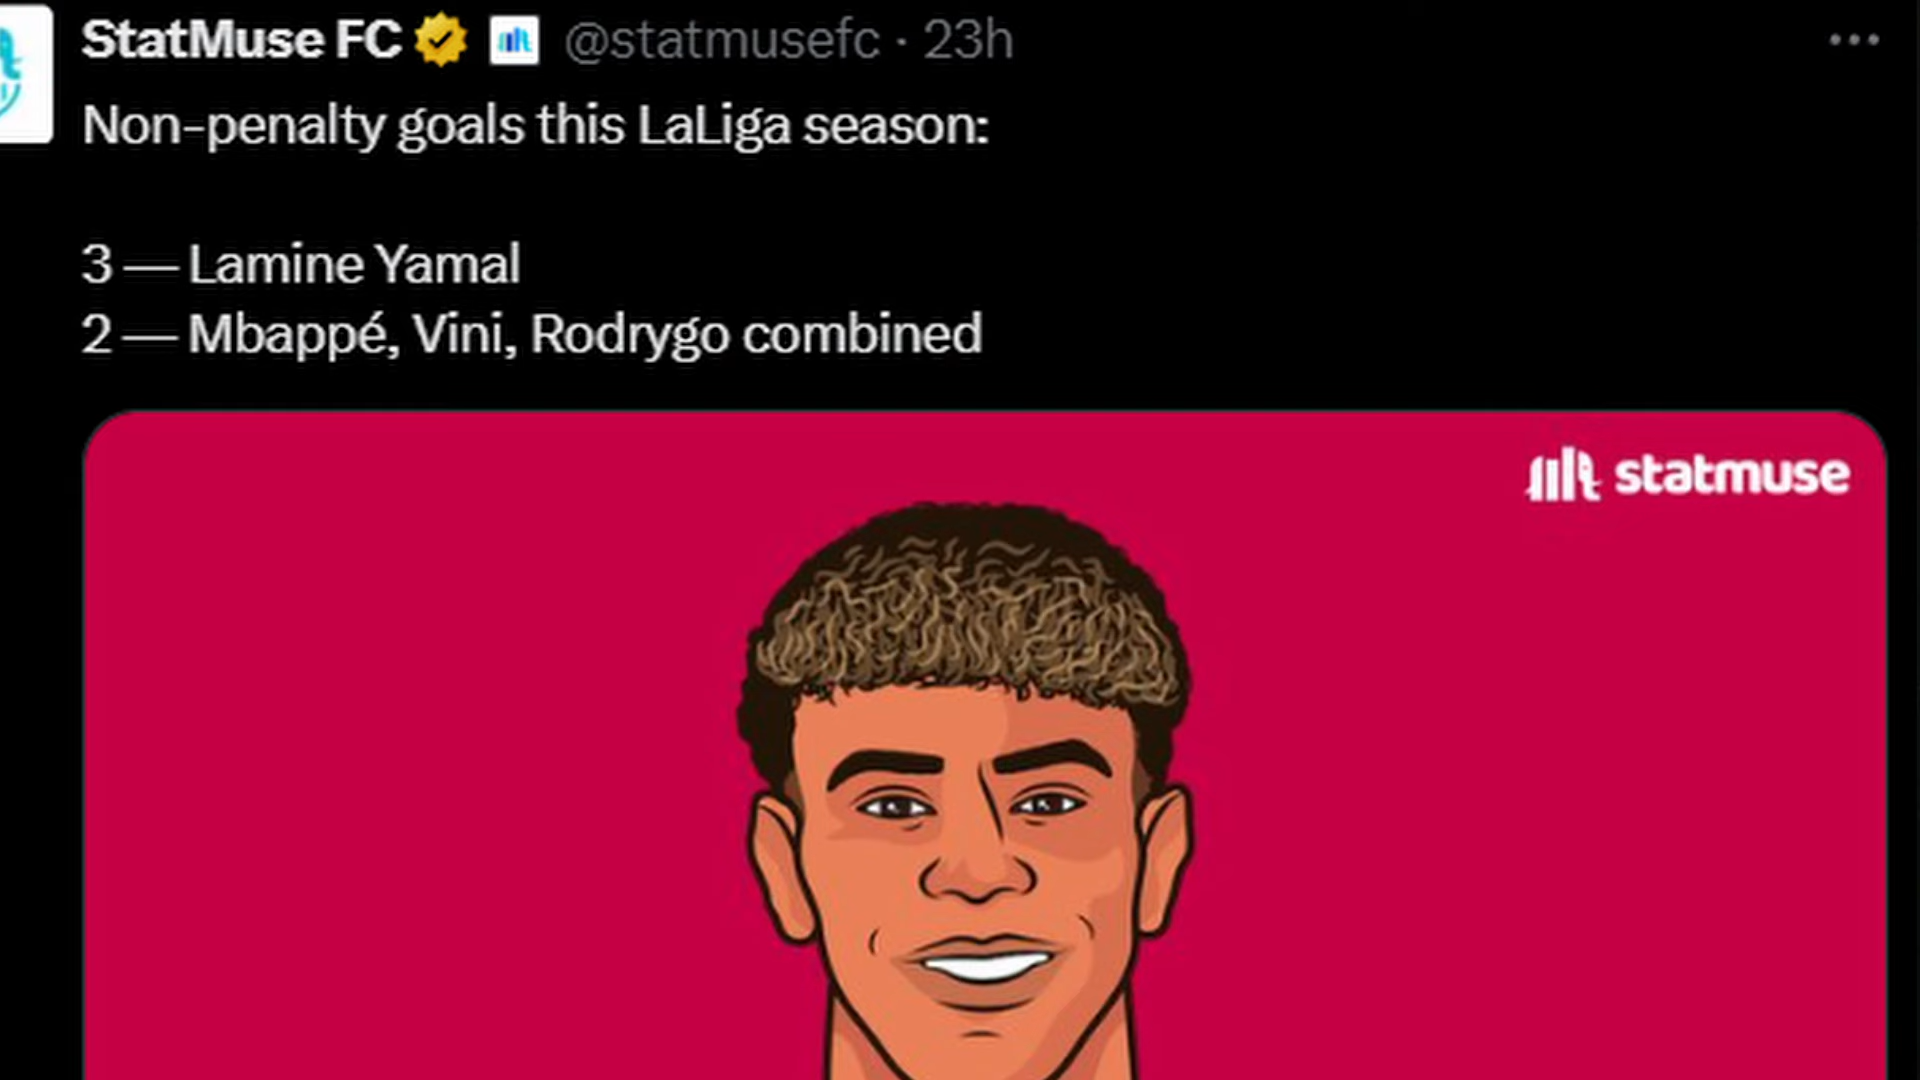 StatMuse FC @statmusefc · 23h
Non-penalty goals this LaLiga season:
3 — Lamine Yamal
2 — Mbappé, Vini, Rodrygo combined
statmuse